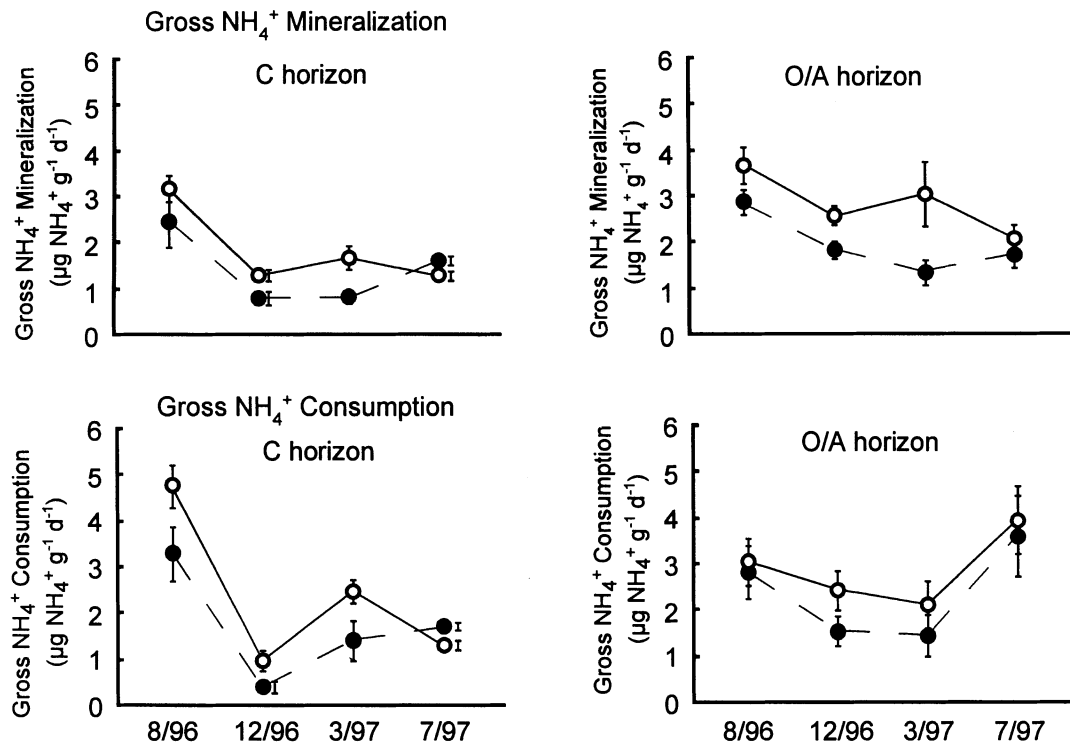 Gross NH₄⁺ Mineralization
C horizon
Gross NH₄⁺ Mineralization
(µg NH₄⁺ g⁻¹ d⁻¹)
6
5
4
3
2
1
0
O/A horizon
Gross NH₄⁺ Mineralization
(µg NH₄⁺ g⁻¹ d⁻¹)
6
5
4
3
2
1
0
Gross NH₄⁺ Consumption
C horizon
Gross NH₄⁺ Consumption
(µg NH₄⁺ g⁻¹ d⁻¹)
6
5
4
3
2
1
0
8/96 12/96 3/97 7/97
O/A horizon
Gross NH₄⁺ Consumption
(µg NH₄⁺ g⁻¹ d⁻¹)
6
5
4
3
2
1
0
8/96 12/96 3/97 7/97